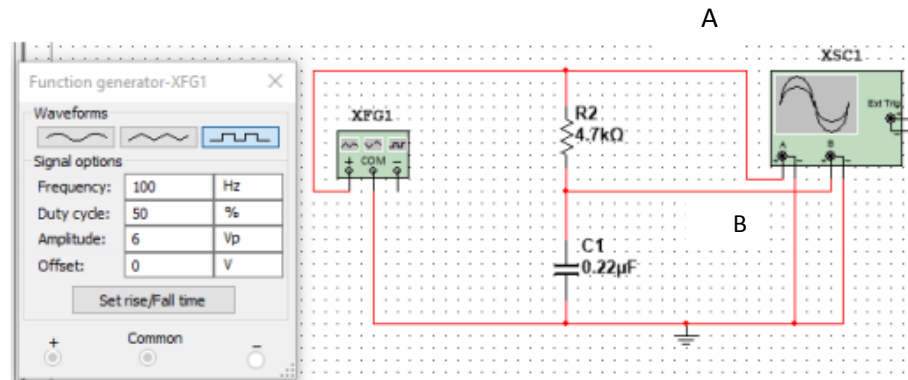 A
Function generator-XFG1
Waveforms
Signal options
Frequency: 100 Hz
Duty cycle: 50 %
Amplitude: 6 Vp
Offset: 0 V
Set rise/Fall time
+ Common −
XFG1
+ COM −
R2
4.7kΩ
C1
0.22μF
B
XSC1
Ext Trig
A B